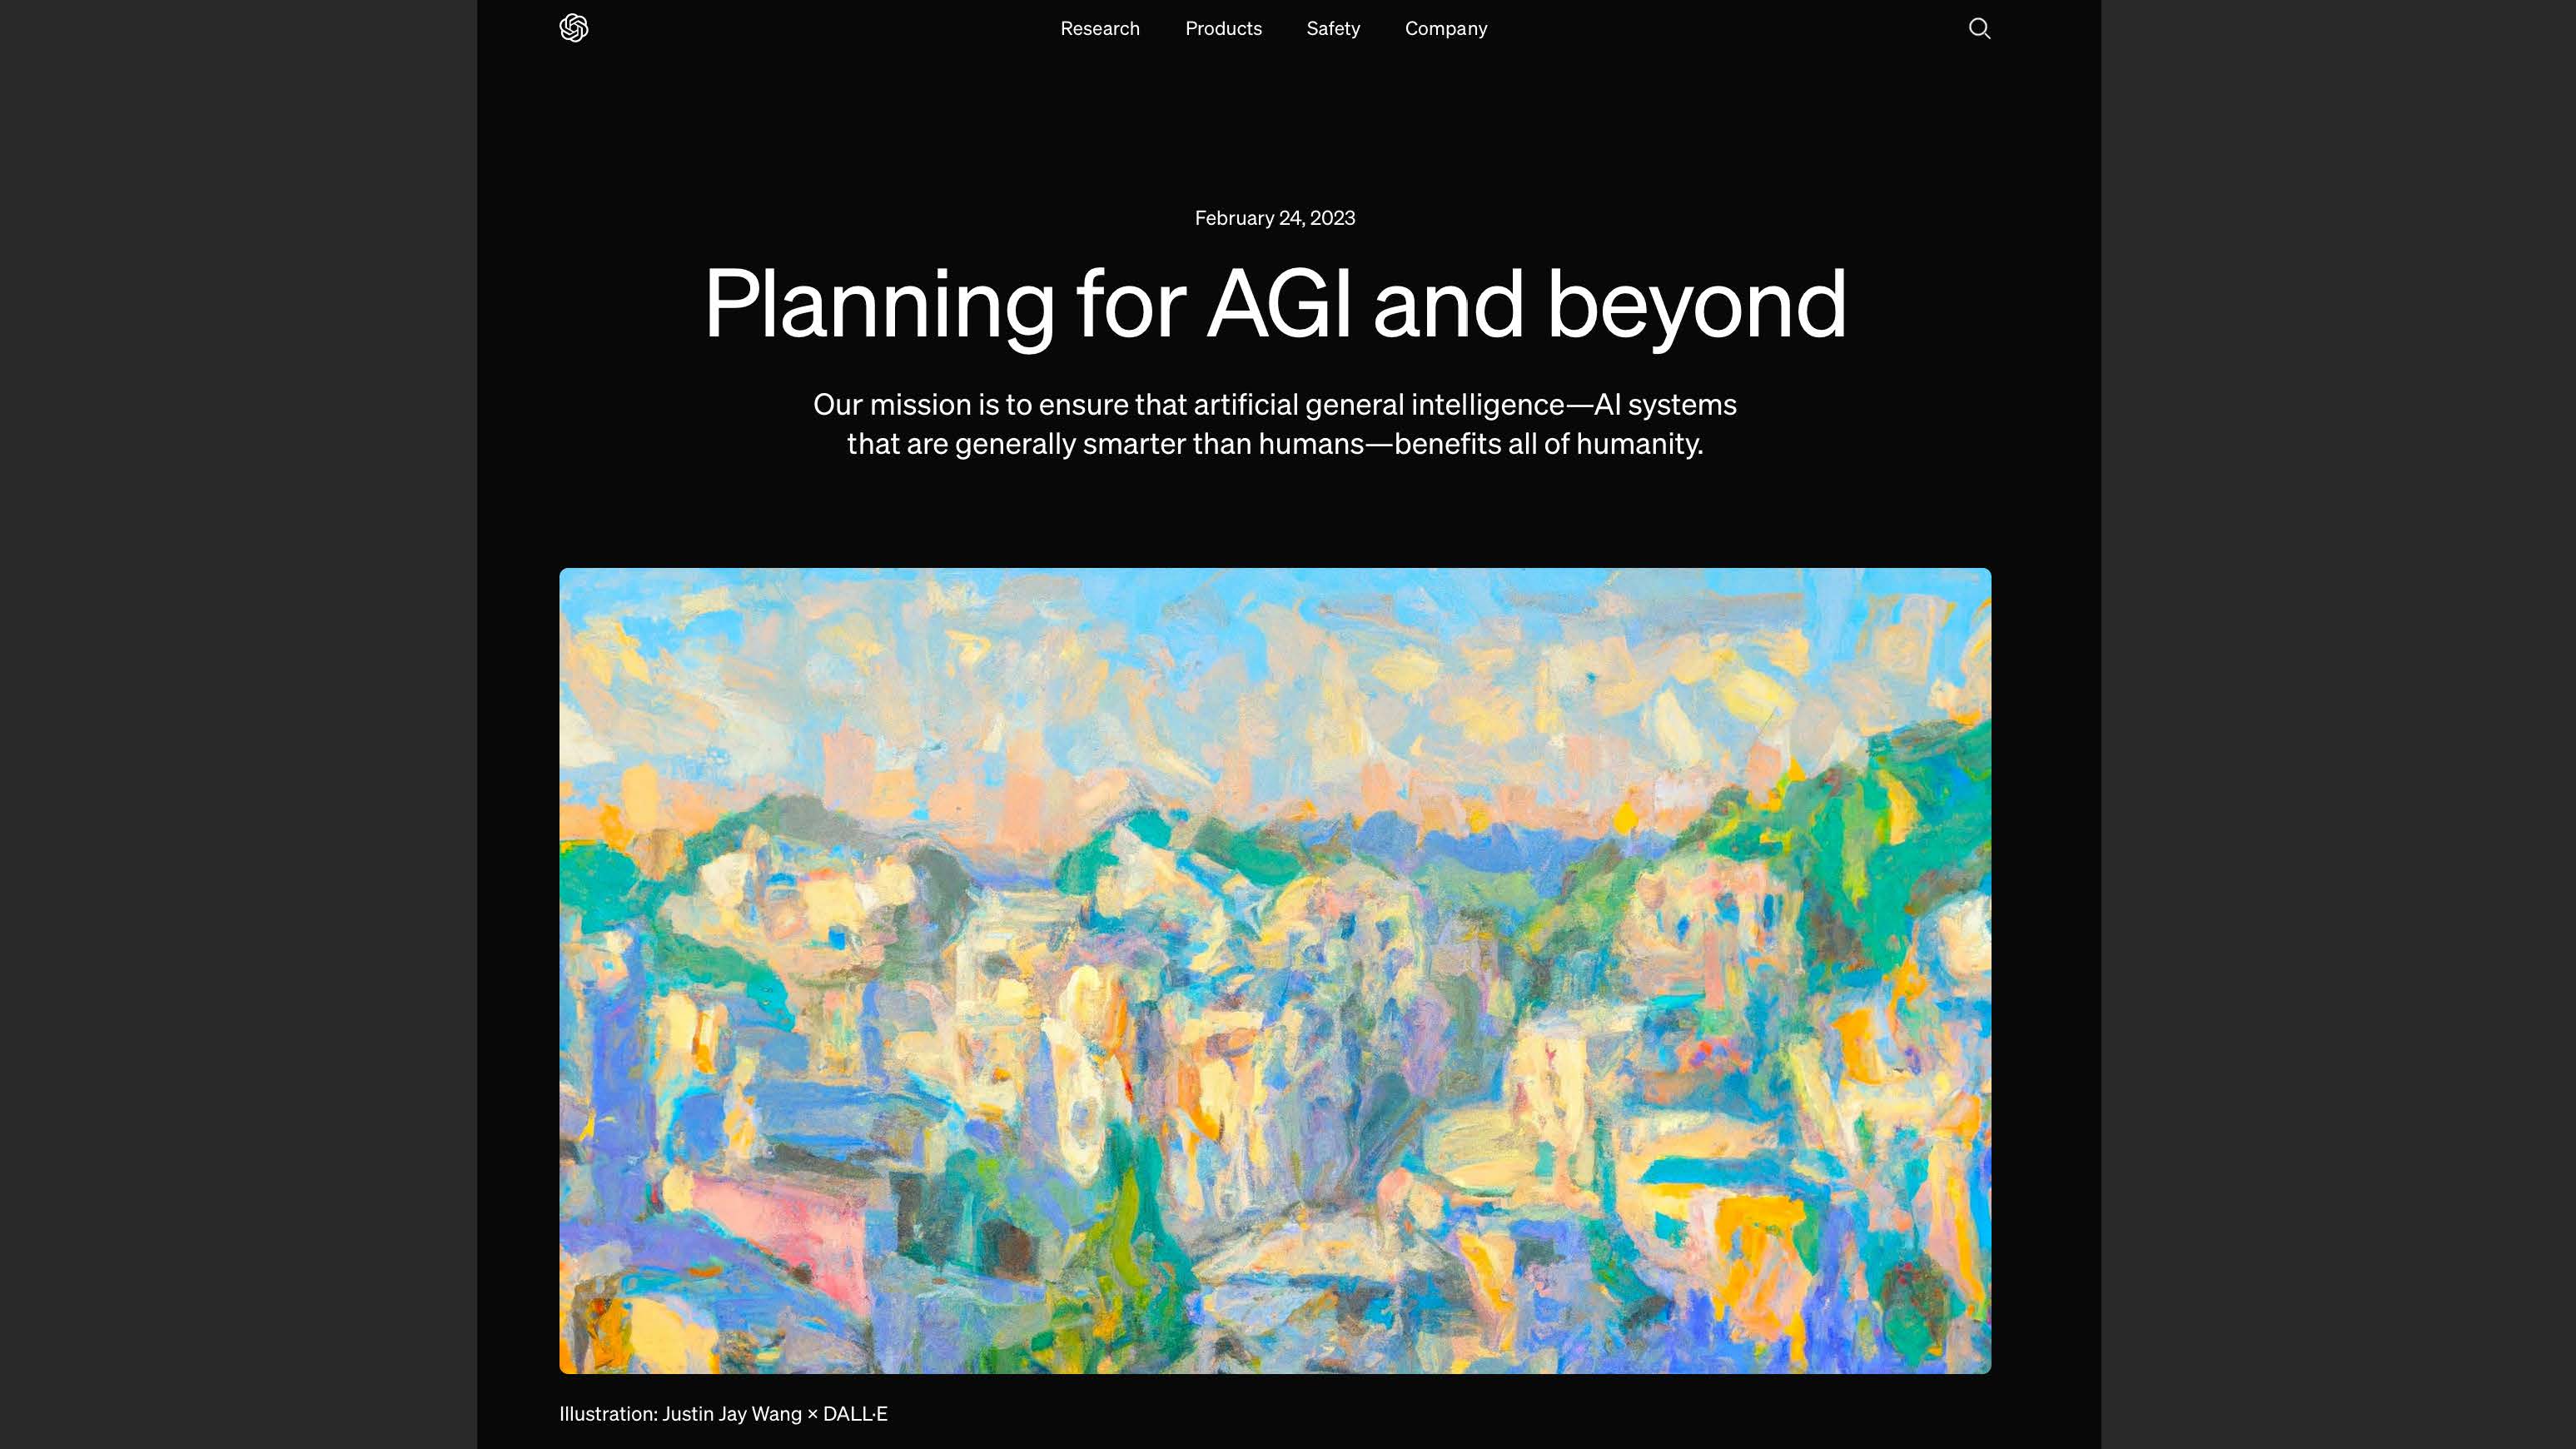 Research Products Safety Company
February 24, 2023
Planning for AGI and beyond
Our mission is to ensure that artificial general intelligence—AI systems
that are generally smarter than humans—benefits all of humanity.
Illustration: Justin Jay Wang × DALL·E